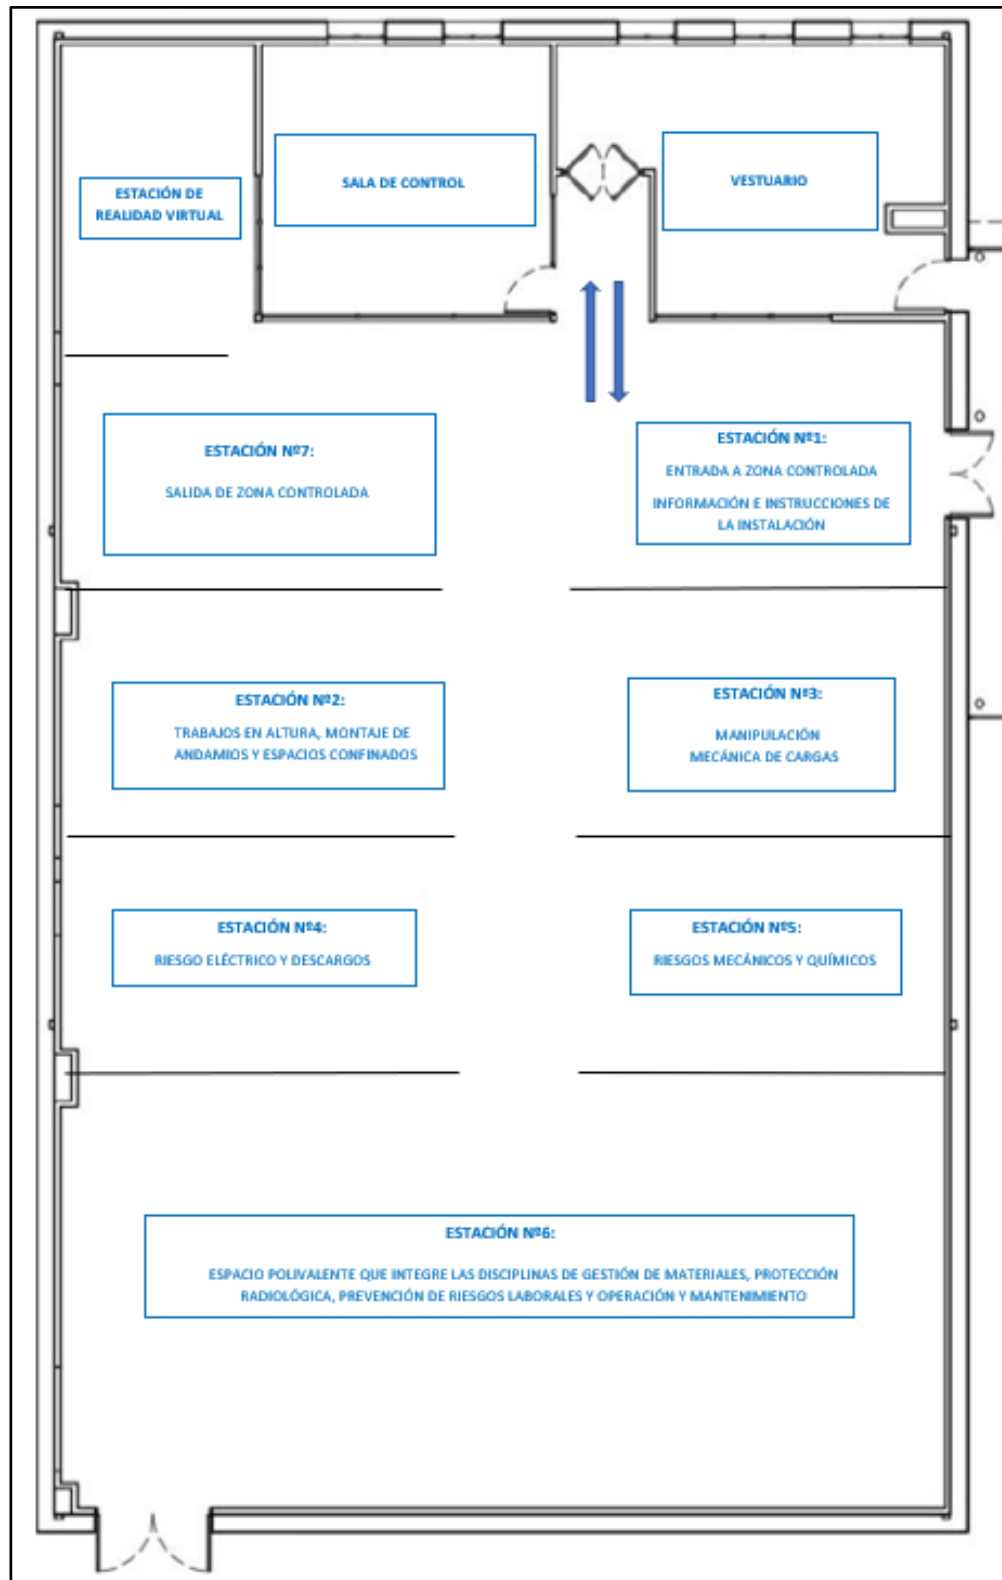 ESTACIÓN DE
REALIDAD VIRTUAL
SALA DE CONTROL
VESTUARIO
ESTACIÓN Nº7:
SALIDA DE ZONA CONTROLADA
ESTACIÓN Nº1:
ENTRADA A ZONA CONTROLADA
INFORMACIÓN E INSTRUCCIONES DE
LA INSTALACIÓN
ESTACIÓN Nº2:
TRABAJOS EN ALTURA, MONTAJE DE
ANDAMIOS Y ESPACIOS CONFINADOS
ESTACIÓN Nº3:
MANIPULACIÓN
MECÁNICA DE CARGAS
ESTACIÓN Nº4:
RIESGO ELÉCTRICO Y DESCARGOS
ESTACIÓN Nº5:
RIESGOS MECÁNICOS Y QUÍMICOS
ESTACIÓN Nº6:
ESPACIO POLIVALENTE QUE INTEGRE LAS DISCIPLINAS DE GESTIÓN DE MATERIALES, PROTECCIÓN
RADIOLÓGICA, PREVENCIÓN DE RIESGOS LABORALES Y OPERACIÓN Y MANTENIMIENTO